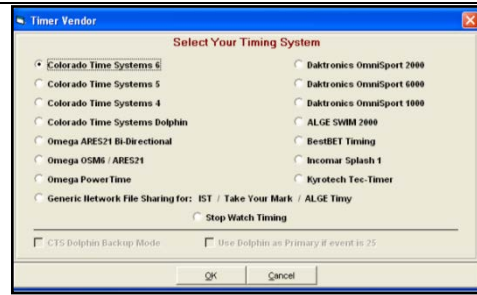 Timer Vendor
Select Your Timing System
Colorado Time Systems 6
Daktronics OmniSport 2000
Colorado Time Systems 5
Daktronics OmniSport 6000
Colorado Time Systems 4
Daktronics OmniSport 1000
Colorado Time Systems Dolphin
ALGE SWIM 2000
Omega ARES21 Bi-Directional
BestBET Timing
Omega OSM6 / ARES21
Incomar Splash 1
Omega PowerTime
Kyrotech Tec-Timer
Generic Network File Sharing for: IST / Take Your Mark / ALGE Timy
Stop Watch Timing
CTS Dolphin Backup Mode
Use Dolphin as Primary if event is 25
OK
Cancel